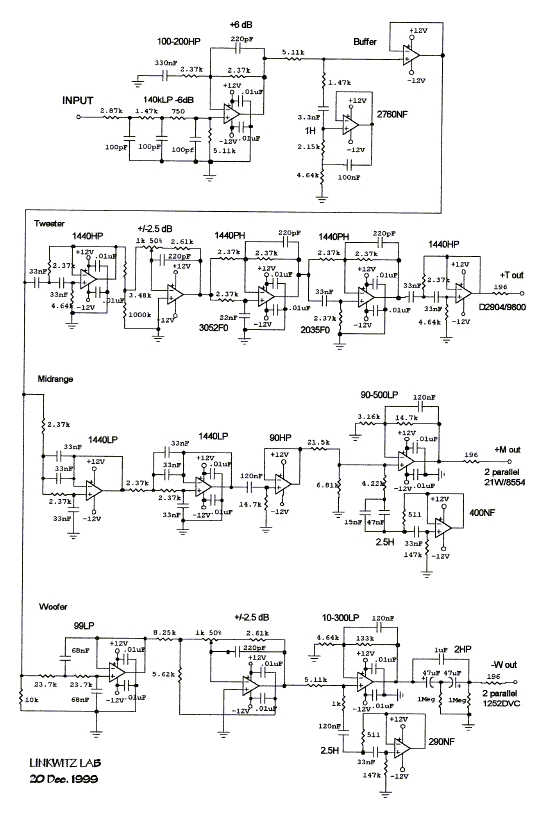 +6 dB
100-200HP
220pF
Buffer
+12V
-12V
330nF
2.37k
2.37k
5.11k
INPUT
140kLP -6dB
+12V
.01uF
1.47k
2.87k
1.47k
750
-12V
.01uF
3.3nF
+12V
2760NF
100pF
100pF
100pf
5.11k
1H
-12V
2.15k
4.64k
100nF
Tweeter
+/-2.5 dB
220pF
220pF
1440HP
1k 50%
2.61k
1440PH
1440PH
1440HP
+12V
.01uF
220pF
2.37k
2.37k
2.37k
2.37k
+12V
+T out
33nF
2.37k
+12V
+12V
.01uF
+12V
.01uF
33nF
2.37k
196
33nF
.01uF
3.48k
2.37k
33nF
.01uF
33nF
D2904/9800
4.64k
-12V
1000k
-12V
22nF
-12V
.01uF
2.37k
-12V
4.64k
-12V
3052F0
2035F0
Midrange
90-500LP
120nF
2.37k
3.16k
14.7k
1440LP
1440LP
90HP
21.5k
+12V
.01uF
+M out
33nF
+12V
33nF
+12V
.01uF
+12V
196
2 parallel
21W/8554
33nF
2.37k
33nF
120nF
-12V
.01uF
2.37k
2.37k
.01uF
14.7k
-12V
6.81k
4.22k
+12V
400NF
33nF
-12V
33nF
-12V
15nF
47nF
511
2.5H
33nF
-12V
147k
Woofer
+/-2.5 dB
10-300LP
120nF
99LP
8.25k
1k 50%
2.61k
4.64k
133k
1uF
2HP
68nF
+12V
.01uF
220pF
+12V
.01uF
+12V
.01uF
47uF
47uF
-W out
5.62k
5.11k
196
23.7k
23.7k
.01uF
1Meg
1Meg
2 parallel
1252DVC
68nF
-12V
-12V
.01uF
1k
-12V
.01uF
10k
120nF
511
+12V
290NF
2.5H
33nF
-12V
147k
LINKWITZ LAB
20 Dec. 1999